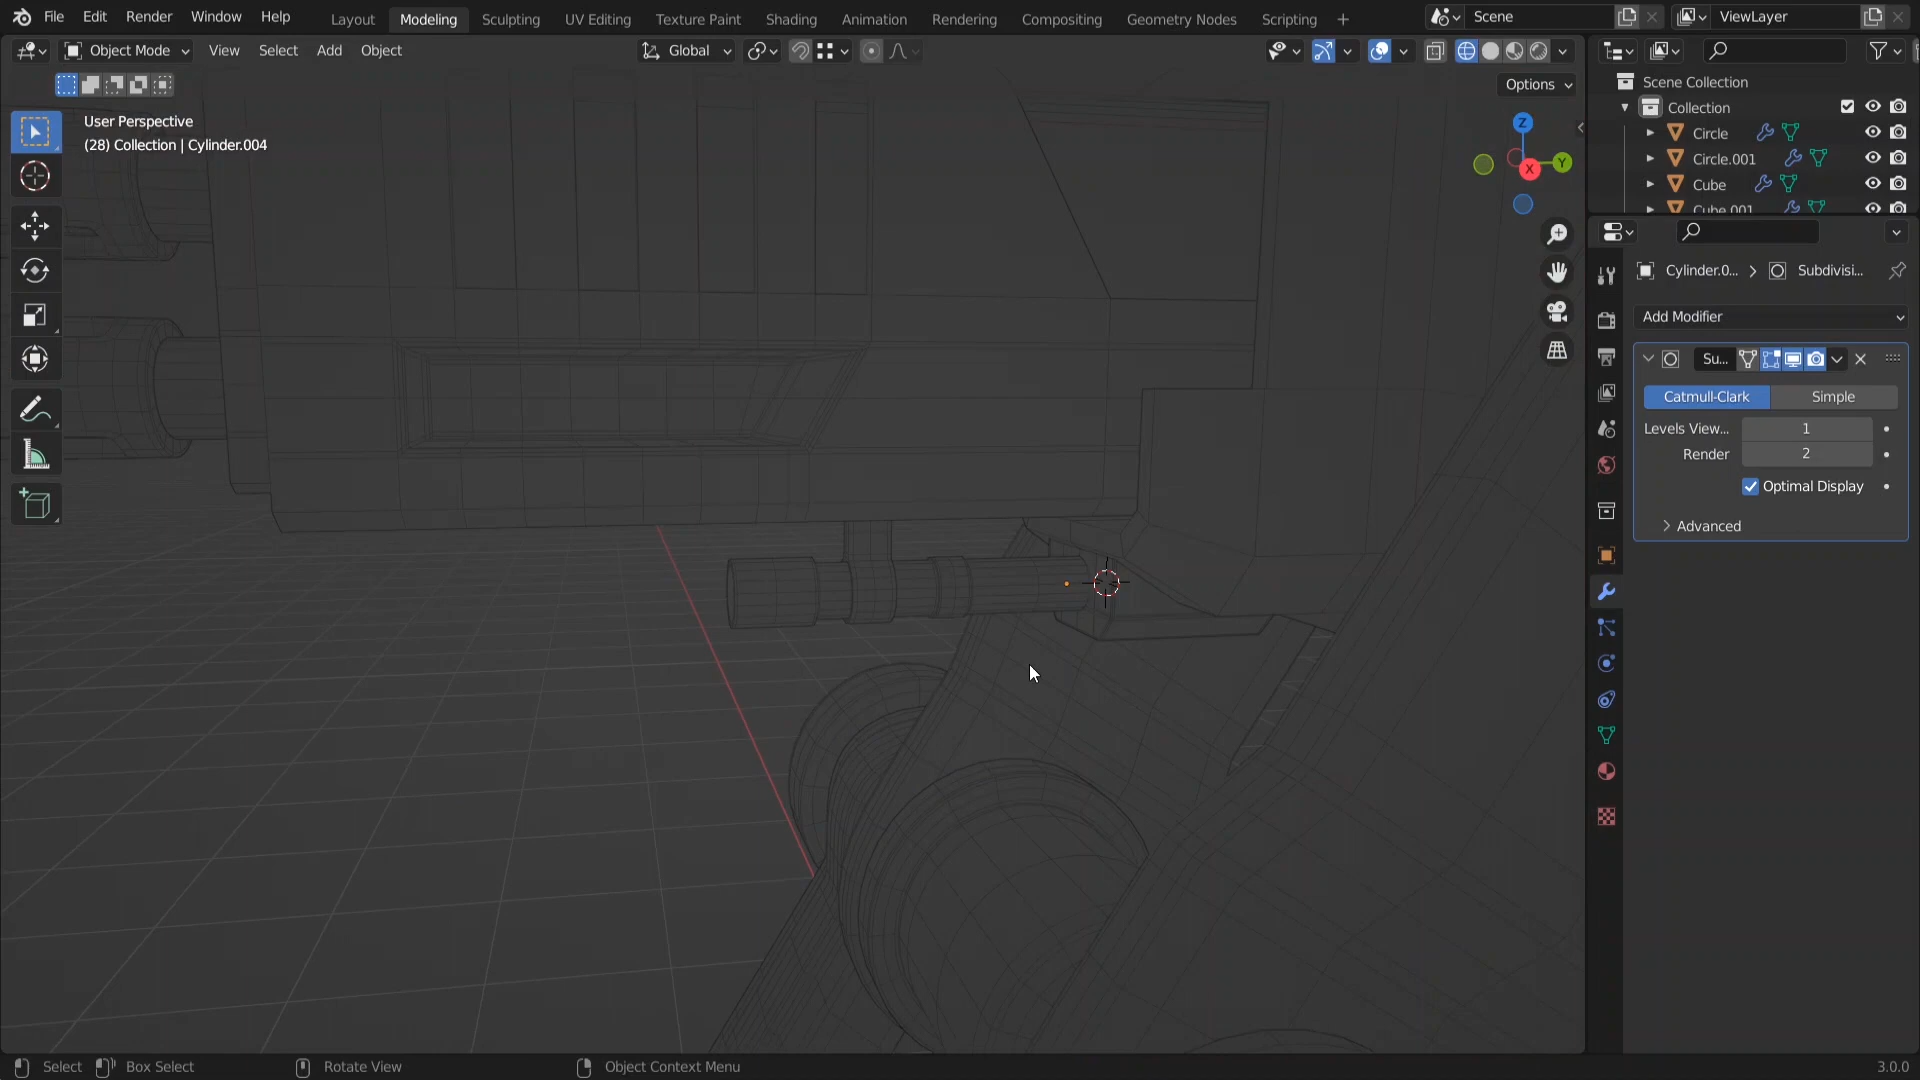 File Edit Render Window Help Layout Modeling Sculpting UV Editing Texture Paint Shading Animation Rendering Compositing Geometry Nodes Scripting + Scene ViewLayer
Object Mode View Select Add Object Global
Options
User Perspective
(28) Collection | Cylinder.004
Z
Y
X
Scene Collection
Collection
Circle
Circle.001
Cube
Cube.001
Cylinder.0... > Subdivisi...
Add Modifier
Su...
Catmull-Clark Simple
Levels View... 1
Render 2
Optimal Display
Advanced
Select Box Select Rotate View Object Context Menu 3.0.0